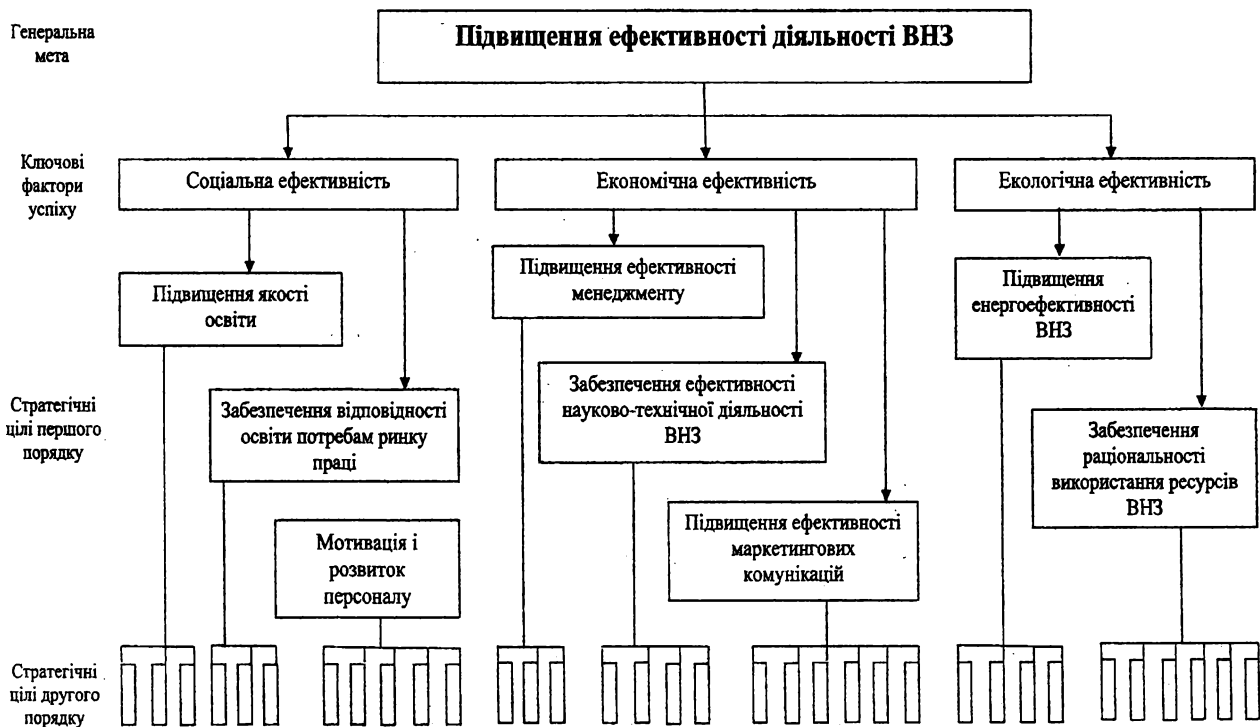 Генеральна
мета
Підвищення ефективності діяльності ВНЗ
Ключові
фактори
успіху
Соціальна ефективність
Економічна ефективність
Екологічна ефективність
Підвищення якості
освіти
Підвищення ефективності
менеджменту
Підвищення
енергоефективності
ВНЗ
Стратегічні
цілі першого
порядку
Забезпечення відповідності
освіти потребам ринку
праці
Забезпечення ефективності
науково-технічної діяльності
ВНЗ
Забезпечення
раціональності
використання ресурсів
ВНЗ
Мотивація і
розвиток
персоналу
Підвищення ефективності
маркетингових
комунікацій
Стратегічні
цілі другого
порядку